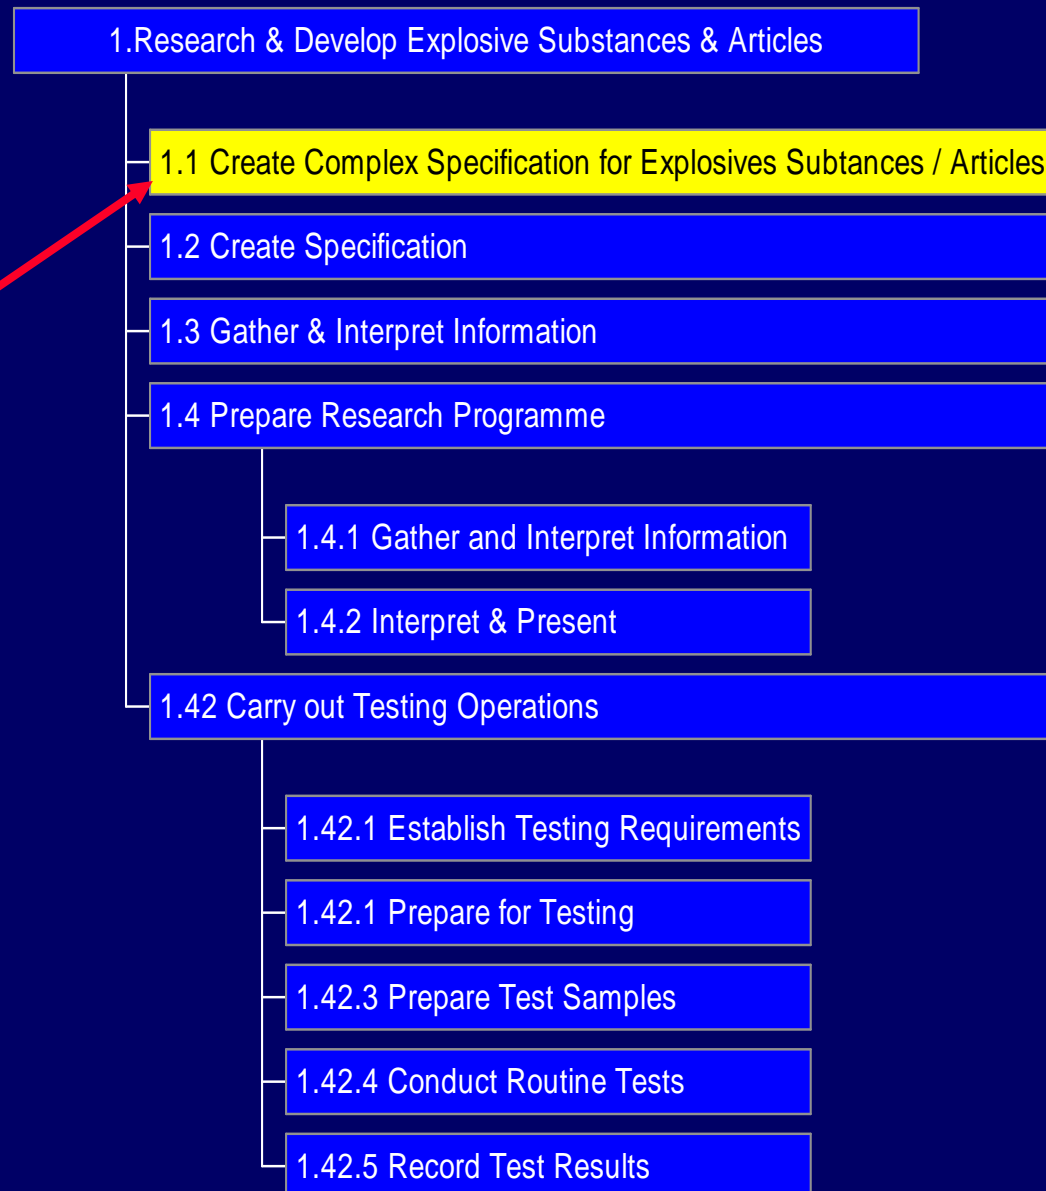 1.Research & Develop Explosive Substances & Articles
1.1 Create Complex Specification for Explosives Subtances / Articles
1.2 Create Specification
1.3 Gather & Interpret Information
1.4 Prepare Research Programme
1.4.1 Gather and Interpret Information
1.4.2 Interpret & Present
1.42 Carry out Testing Operations
1.42.1 Establish Testing Requirements
1.42.1 Prepare for Testing
1.42.3 Prepare Test Samples
1.42.4 Conduct Routine Tests
1.42.5 Record Test Results